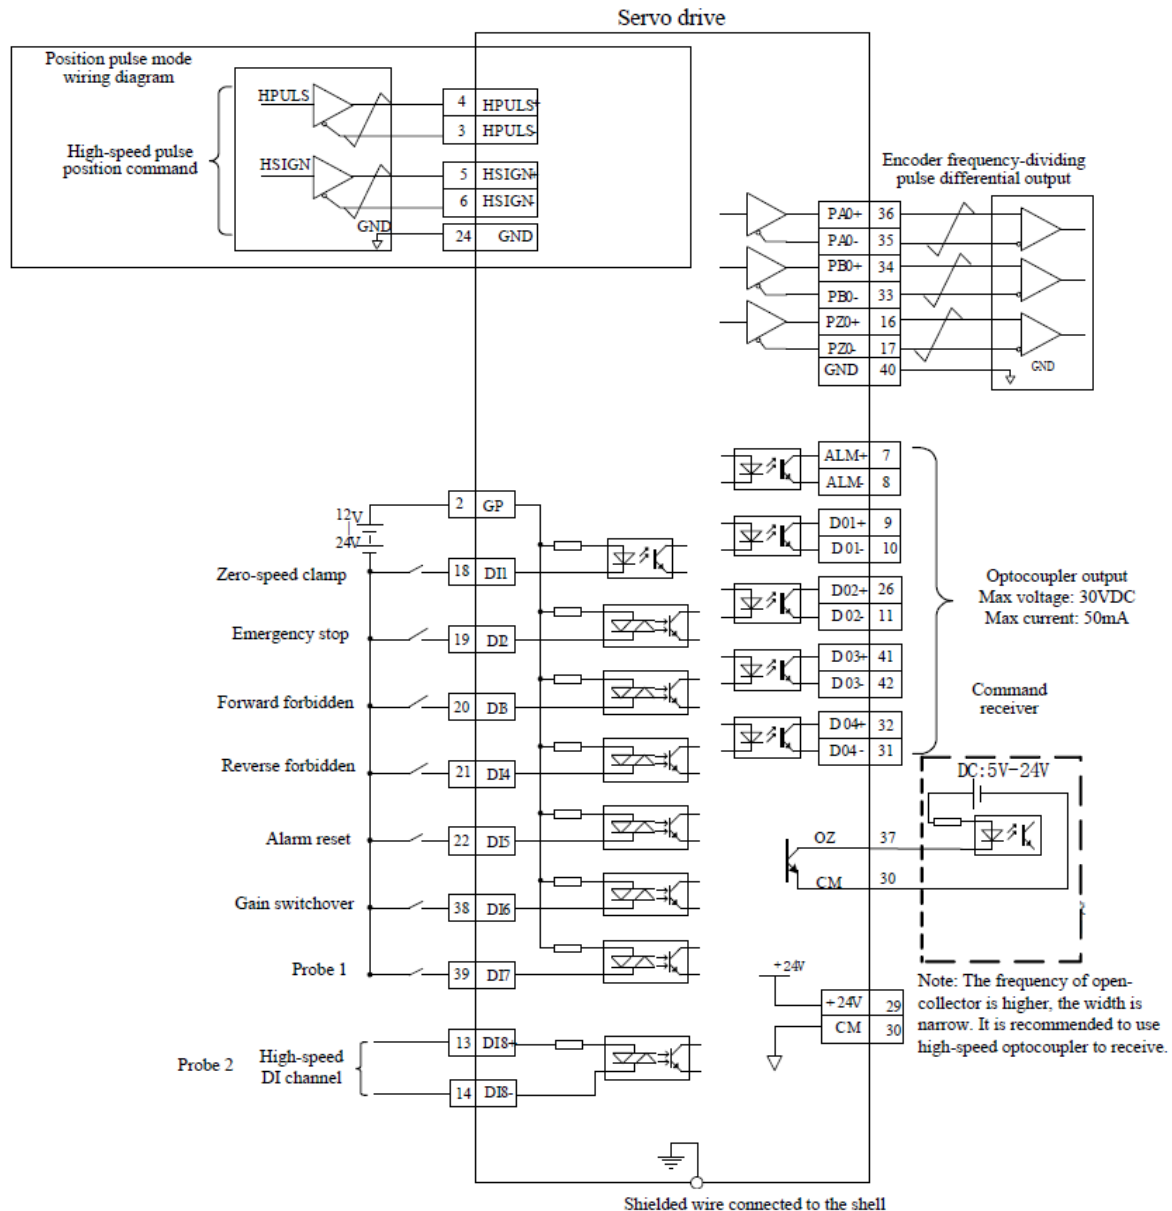 Servo drive
Position pulse mode
wiring diagram
HPULS
4 HPULS+
3 HPULS-
High-speed pulse
position command
HSIGN
5 HSIGN+
6 HSIGN-
GND
24 GND
Encoder frequency-dividing
pulse differential output
PA0+ 36
PA0- 35
PB0+ 34
PB0- 33
PZ0+ 16
PZ0- 17
GND 40
GND
ALM+ 7
ALM- 8
D01+ 9
D01- 10
D02+ 26
D02- 11
D03+ 41
D03- 42
D04+ 32
D04- 31
Optocoupler output
Max voltage: 30VDC
Max current: 50mA
Command
receiver
DC:5V-24V
OZ 37
CM 30
+24V
+24V 29
CM 30
Note: The frequency of open-
collector is higher, the width is
narrow. It is recommended to use
high-speed optocoupler to receive.
2 GP
12V
24V
Zero-speed clamp
18 DI1
Emergency stop
19 DI2
Forward forbidden
20 DI3
Reverse forbidden
21 DI4
Alarm reset
22 DI5
Gain switchover
38 DI6
Probe 1
39 DI7
Probe 2
High-speed
DI channel
13 DI8+
14 DI8-
Shielded wire connected to the shell